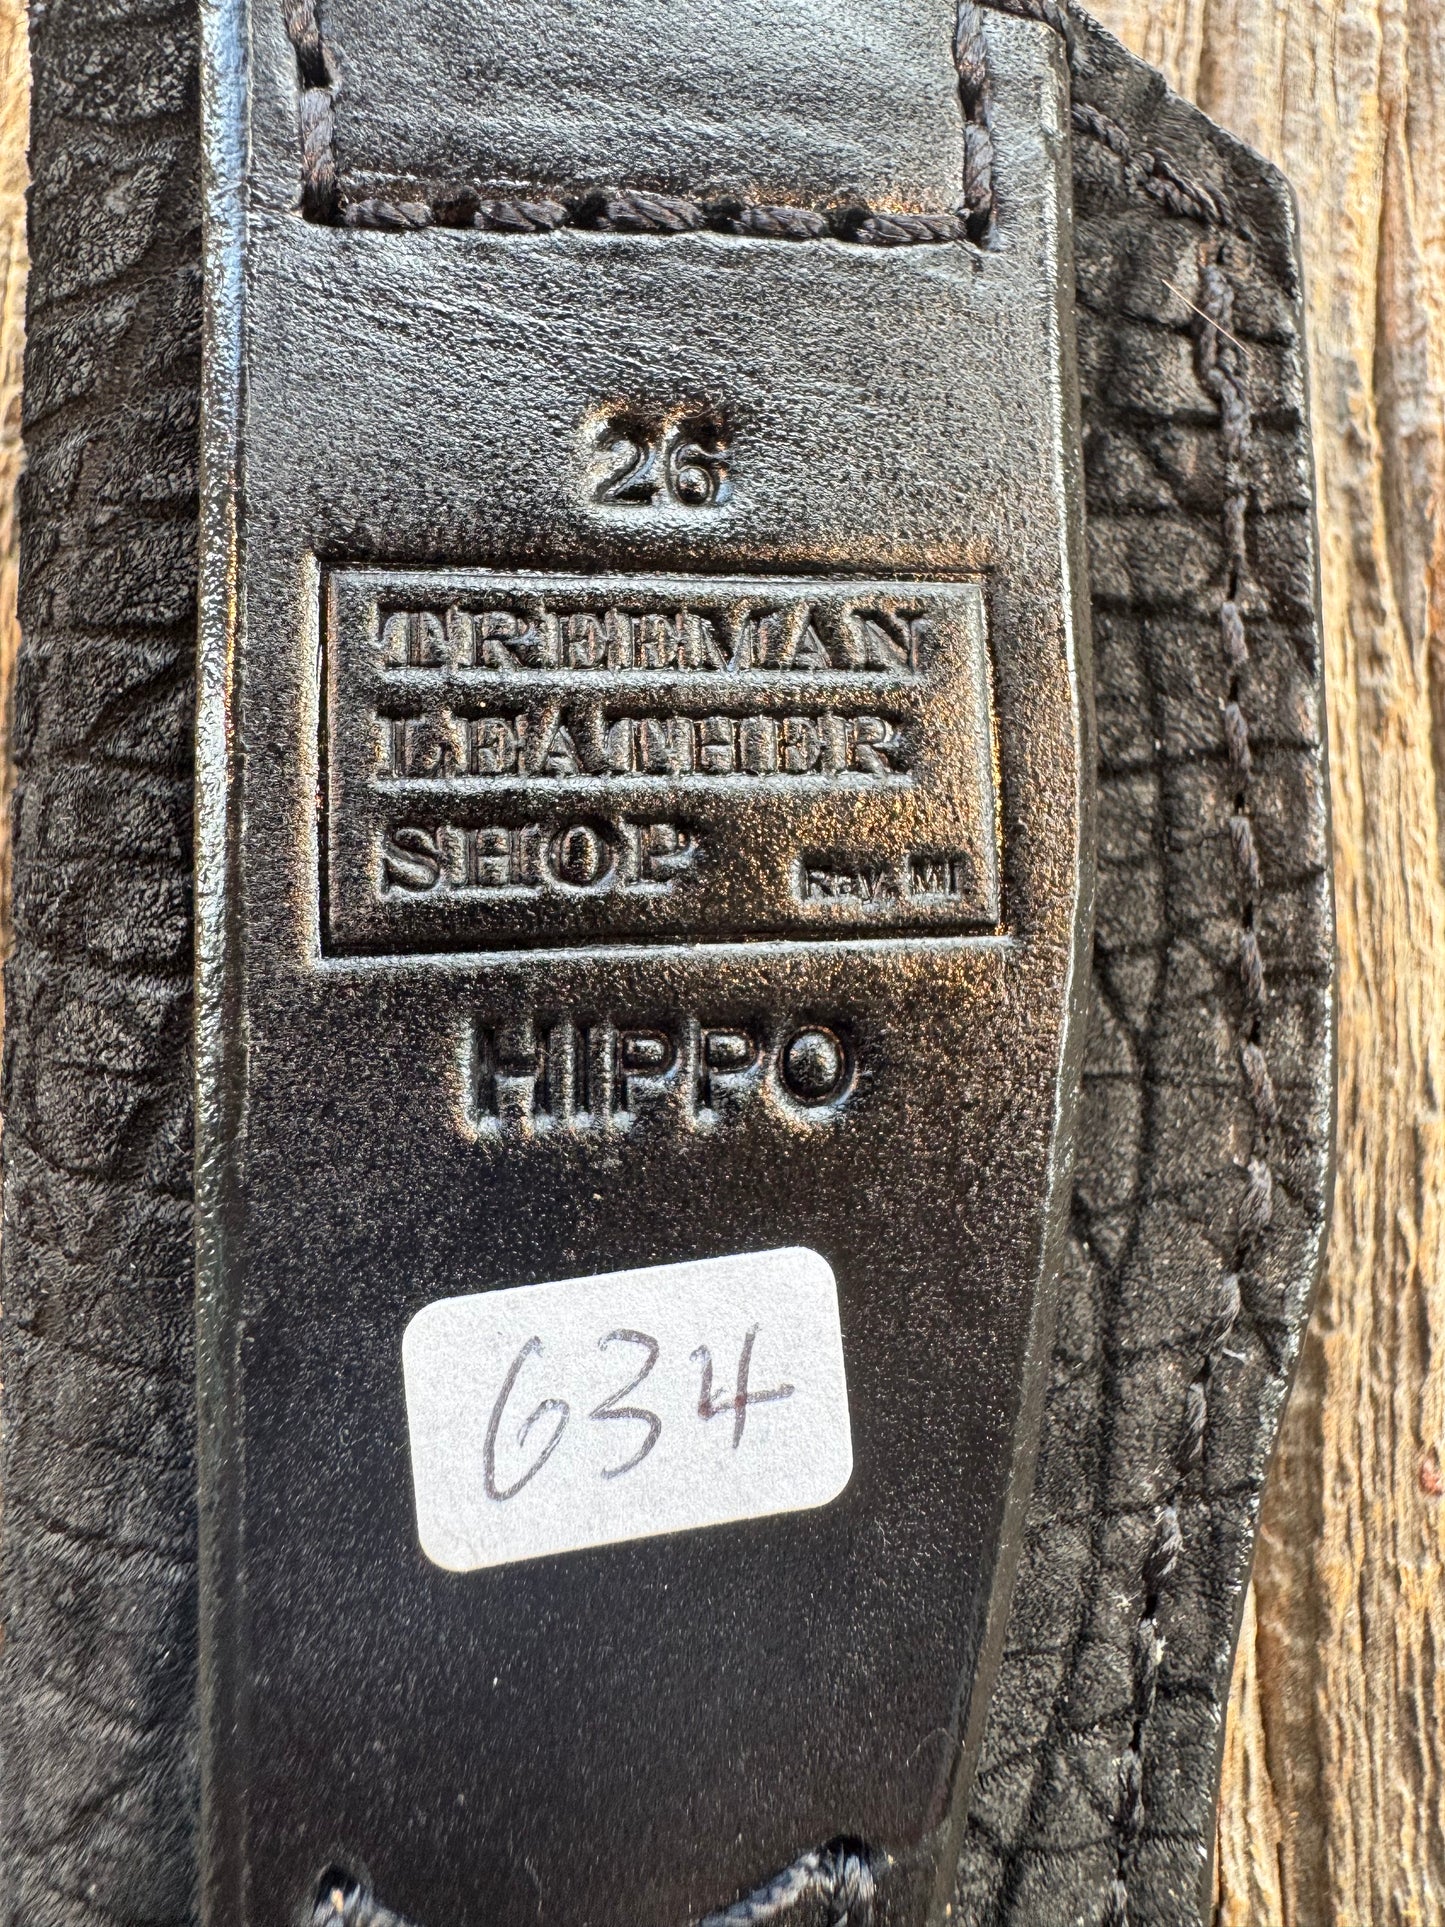 26
TREEMAN
LEATHER
SHOP Ray, MI
HIPPO
634